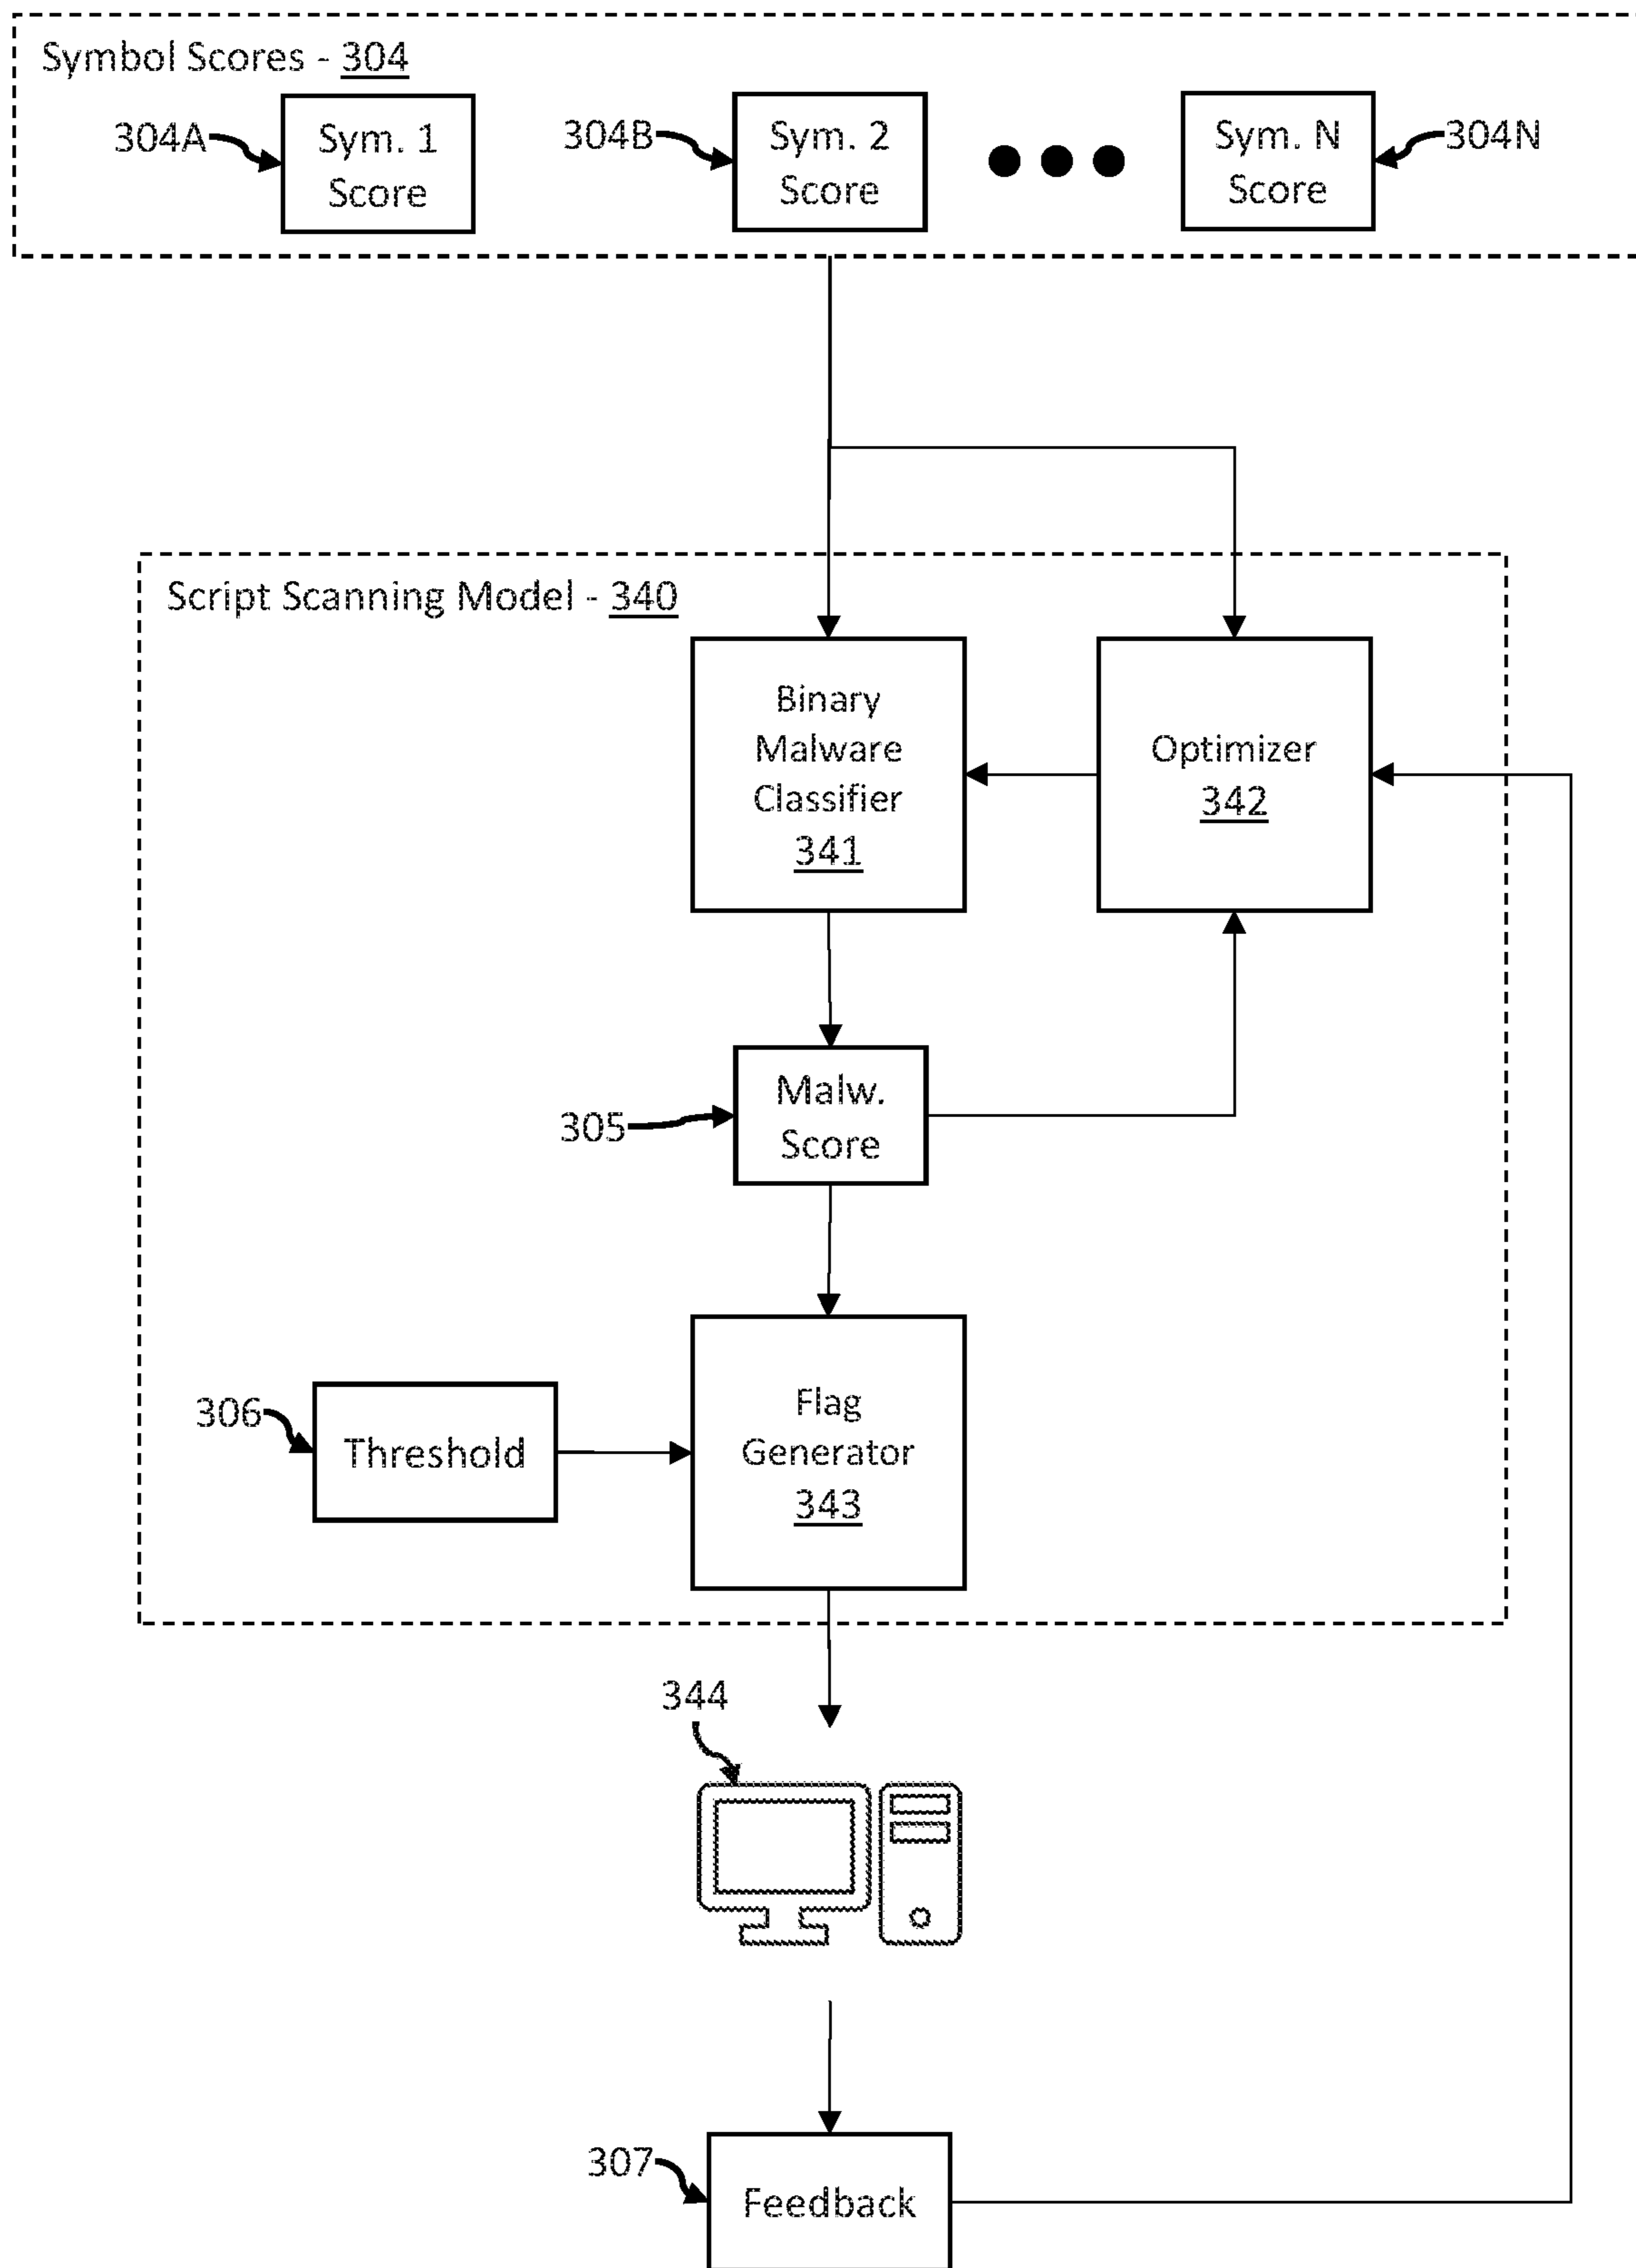 Symbol Scores - 304
304A
Sym. 1
Score
304B
Sym. 2
Score
Sym. N
Score
304N
Script Scanning Model - 340
Binary
Malware
Classifier
341
Optimizer
342
305
Malw.
Score
306
Threshold
Flag
Generator
343
344
307
Feedback